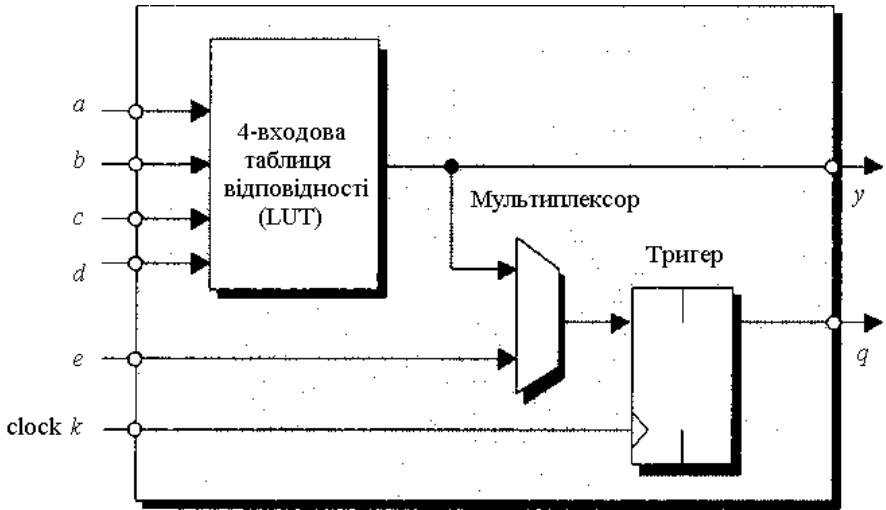 a
b
c
d
e
clock k
4-входова
таблиця
відповідності
(LUT)
Мультиплексор
Тригер
y
q